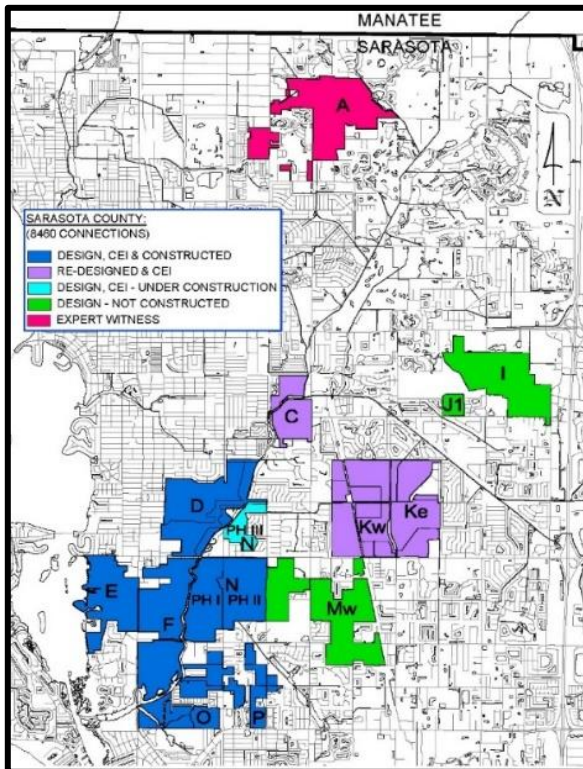 MANATEE
SARASOTA
A
N
SARASOTA COUNTY:
(8460 CONNECTIONS)
DESIGN, CEI & CONSTRUCTED
RE-DESIGNED & CEI
DESIGN, CEI - UNDER CONSTRUCTION
DESIGN - NOT CONSTRUCTED
EXPERT WITNESS
I
J1
C
D
Kw
Ke
PH III
N
E
F
N
PH I
PH II
Mw
O
P